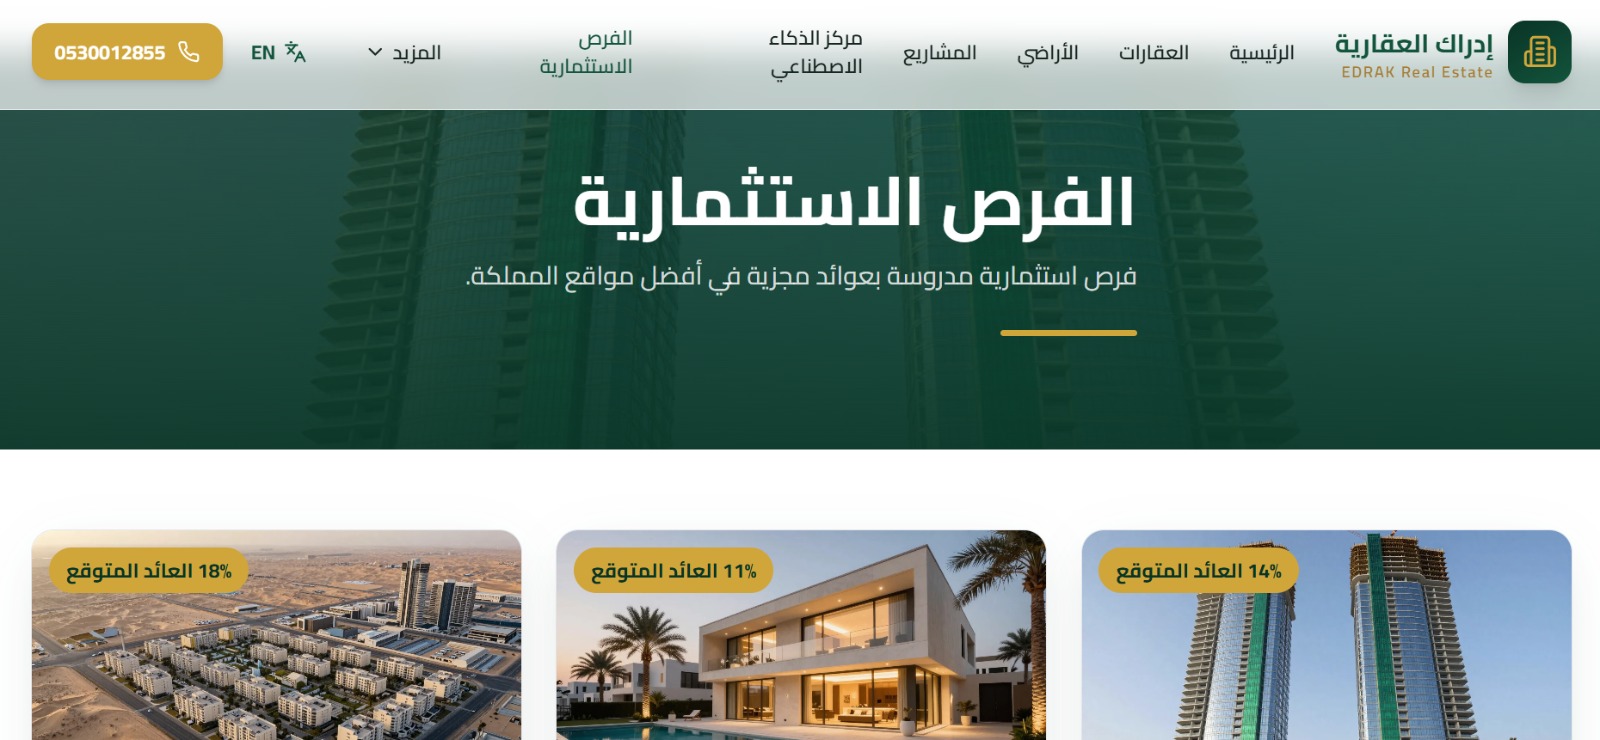 إدراك العقارية
EDRAK Real Estate
الرئيسية
العقارات
الأراضي
المشاريع
مركز الذكاء
الاصطناعي
الفرص
الاستثمارية
المزيد
EN
0530012855
الفرص الاستثمارية
فرص استثمارية مدروسة بعوائد مجزية في أفضل مواقع المملكة.
14% العائد المتوقع
11% العائد المتوقع
18% العائد المتوقع